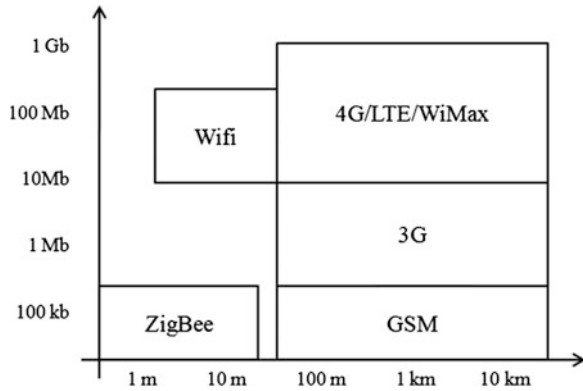 1 Gb
100 Mb
4G/LTE/WiMax
Wifi
10Mb
3G
1 Mb
100 kb
ZigBee
GSM
1 m
10 m
100 m
1 km
10 km